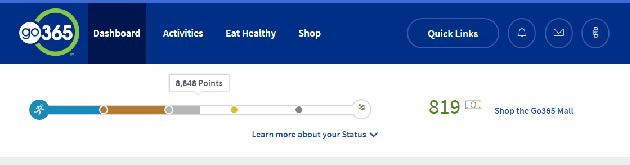 go365
Dashboard
Activities
Eat Healthy
Shop
Quick Links
8,848 Points
819
Shop the Go365 Mall
Learn more about your Status